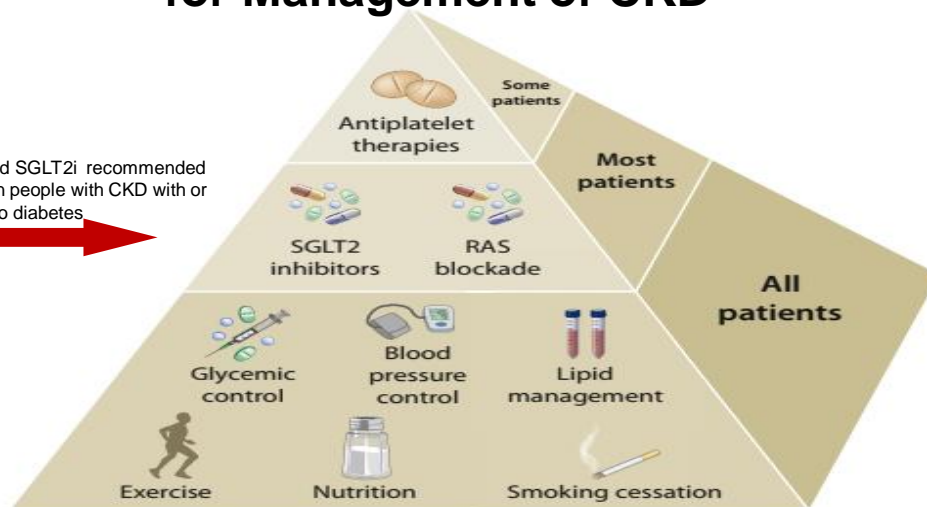 for Management of CKD
Some
patients
Antiplatelet
therapies
Most
patients
SGLT2i recommended
people with CKD with or
diabetes
SGLT2
inhibitors
RAS
blockade
All
patients
Glycemic
control
Blood
pressure
control
Lipid
management
Exercise
Nutrition
Smoking cessation